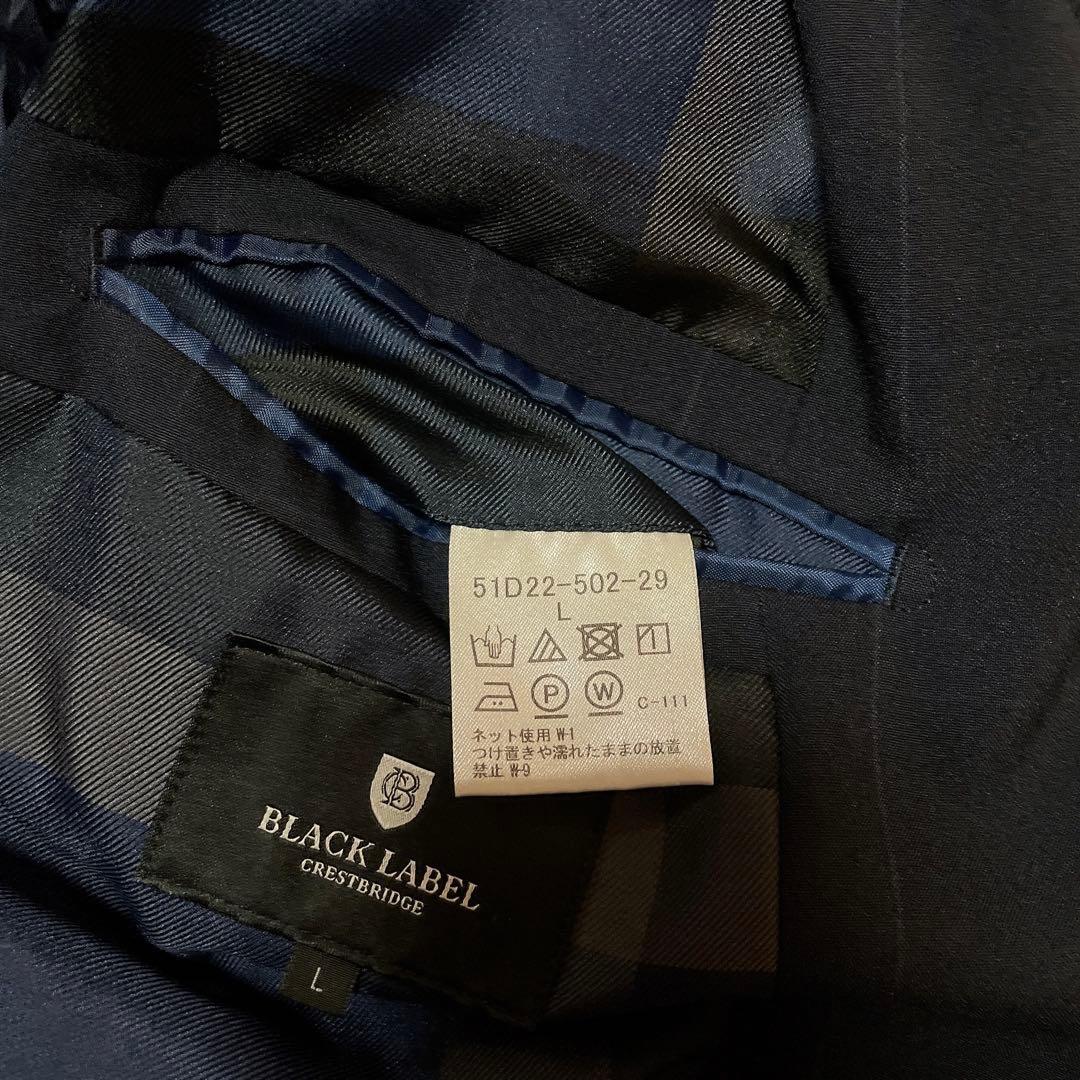 51D22-502-29
L
P W C-111
ネット使用 W-1
つけ置きや濡れたままの放置
禁止 W-9
CB
BLACK LABEL
CRESTBRIDGE
L